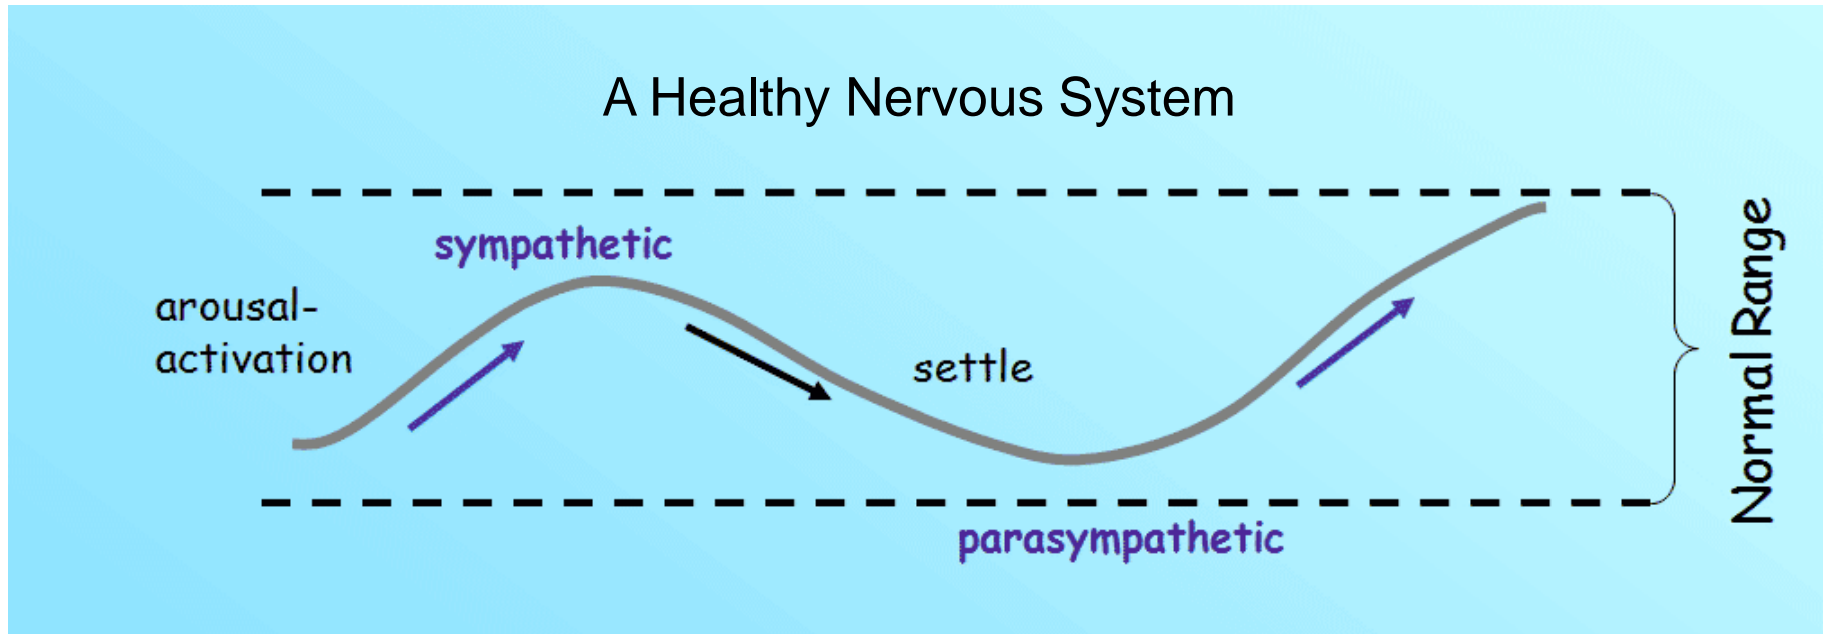 A Healthy Nervous System
sympathetic
arousal-
activation
settle
parasympathetic
Normal Range